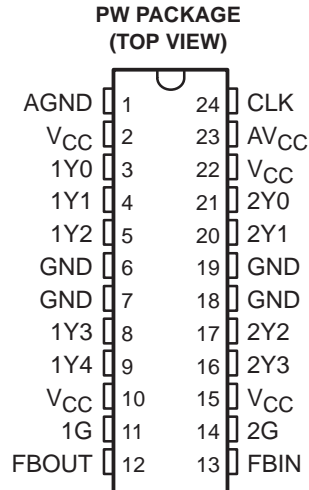 PW PACKAGE
(TOP VIEW)
AGND 1 24 CLK
VCC 2 23 AVCC
1Y0 3 22 VCC
1Y1 4 21 2Y0
1Y2 5 20 2Y1
GND 6 19 GND
GND 7 18 GND
1Y3 8 17 2Y2
1Y4 9 16 2Y3
VCC 10 15 VCC
1G 11 14 2G
FBOUT 12 13 FBIN